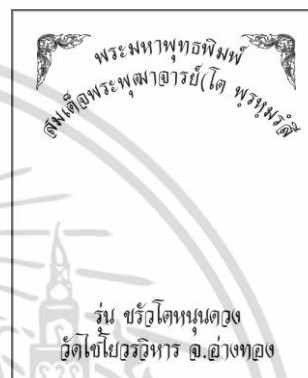 พระมหาพุทธพิมพ์
สมเด็จพระพุฒาจารย์(โต พฺรหฺมรํสี
รุ่น ขรัวโตหนุนดวง
วัดไชโยวรวิหาร จ.อ่างทอง